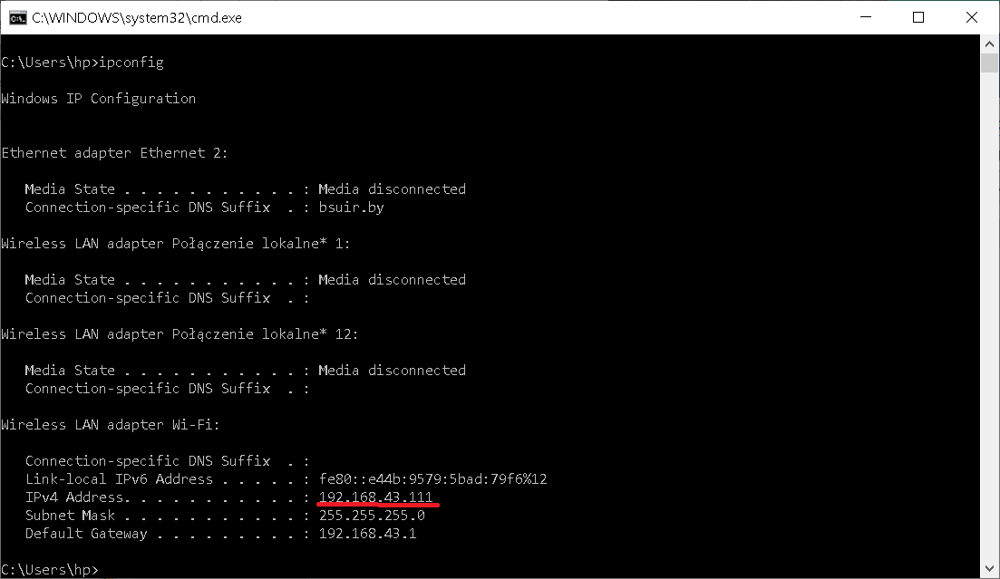 C:\WINDOWS\system32\cmd.exe
C:\Users\hp>ipconfig
Windows IP Configuration
Ethernet adapter Ethernet 2:
Media State . . . . . . . . . . . : Media disconnected
Connection-specific DNS Suffix  . : bsuir.by
Wireless LAN adapter Połączenie lokalne* 1:
Media State . . . . . . . . . . . : Media disconnected
Connection-specific DNS Suffix  . :
Wireless LAN adapter Połączenie lokalne* 12:
Media State . . . . . . . . . . . : Media disconnected
Connection-specific DNS Suffix  . :
Wireless LAN adapter Wi-Fi:
Connection-specific DNS Suffix  . :
Link-local IPv6 Address . . . . . : fe80::e44b:9579:5bad:79f6%12
IPv4 Address. . . . . . . . . . . : 192.168.43.111
Subnet Mask . . . . . . . . . . . : 255.255.255.0
Default Gateway . . . . . . . . . : 192.168.43.1
C:\Users\hp>